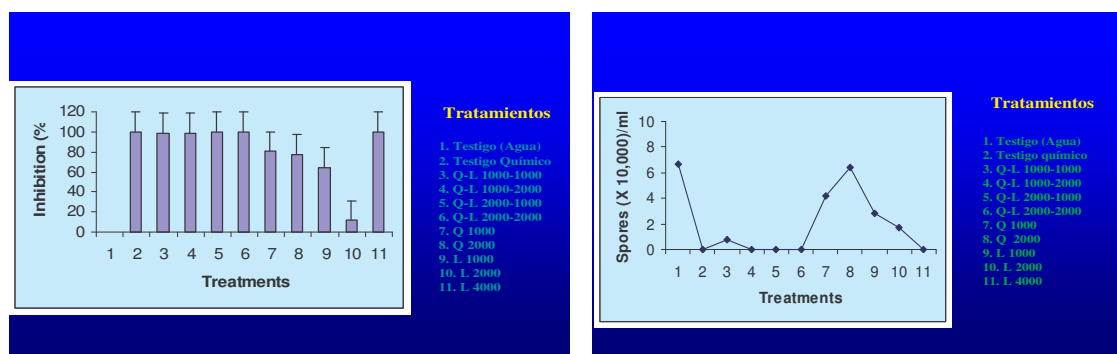 120
100
80
60
40
20
0
Inhibition (%
1 2 3 4 5 6 7 8 9 10 11
Treatments
Tratamientos
1. Testigo (Agua)
2. Testigo Químico
3. Q-L 1000-1000
4. Q-L 1000-2000
5. Q-L 2000-1000
6. Q-L 2000-2000
7. Q 1000
8. Q 2000
9. L 1000
10. L 2000
11. L 4000
10
8
6
4
2
0
Spores (X 10,000)/ml
1 2 3 4 5 6 7 8 9 10 11
Treatments
Tratamientos
1. Testigo (Agua)
2. Testigo químico
3. Q-L 1000-1000
4. Q-L 1000-2000
5. Q-L 2000-1000
6. Q-L 2000-2000
7. Q 1000
8. Q 2000
9. L 1000
10. L 2000
11. L 4000